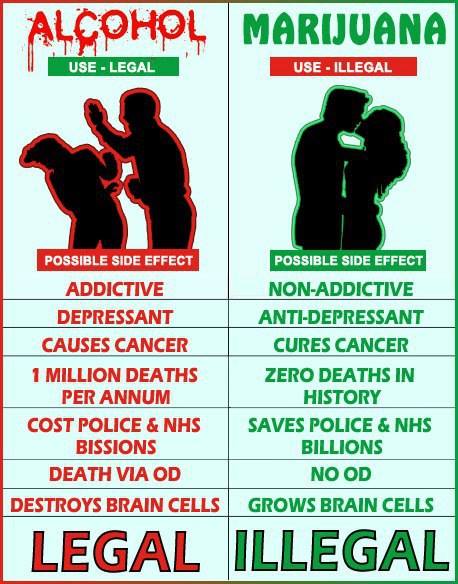 ALCOHOL
USE - LEGAL
POSSIBLE SIDE EFFECT
ADDICTIVE
DEPRESSANT
CAUSES CANCER
1 MILLION DEATHS
PER ANNUM
COST POLICE & NHS
BISSIONS
DEATH VIA OD
DESTROYS BRAIN CELLS
LEGAL
MARIJUANA
USE - ILLEGAL
POSSIBLE SIDE EFFECT
NON-ADDICTIVE
ANTI-DEPRESSANT
CURES CANCER
ZERO DEATHS IN
HISTORY
SAVES POLICE & NHS
BILLIONS
NO OD
GROWS BRAIN CELLS
ILLEGAL